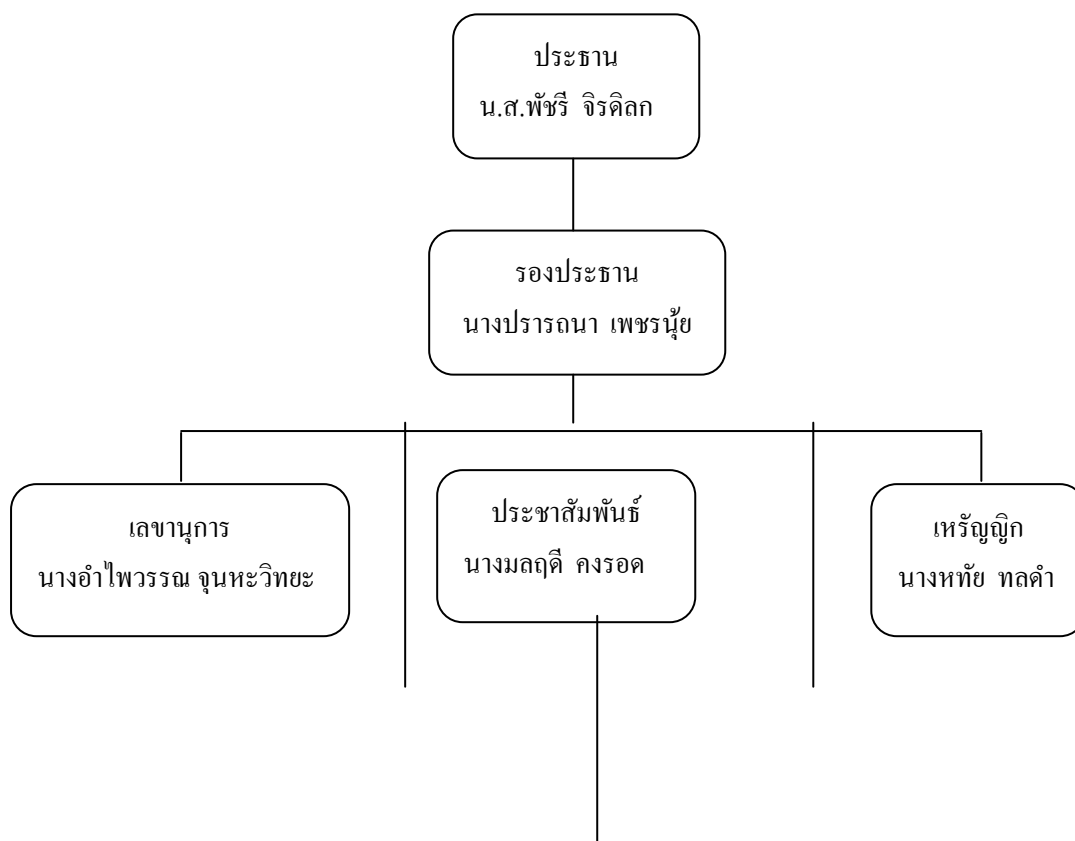 ประธาน
น.ส.พัชรี จิรดิลก
รองประธาน
นางปรารถนา เพชรนุ้ย
เลขานุการ
นางอำไพวรรณ จุนหะวิทยะ
ประชาสัมพันธ์
นางมลฤดี คงรอด
เหรัญญิก
นางหทัย ทลดำ